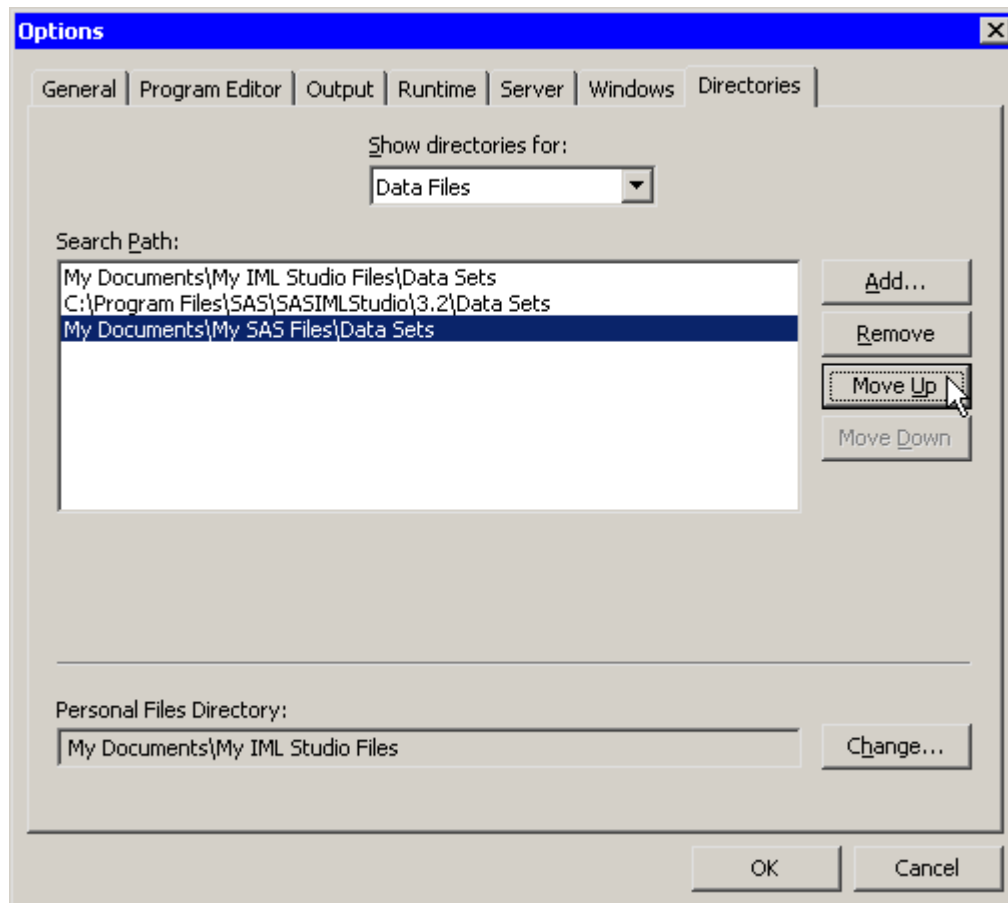 Options
General Program Editor Output Runtime Server Windows Directories
Show directories for:
Data Files
Search Path:
My Documents\My IML Studio Files\Data Sets
C:\Program Files\SAS\SASIMLStudio\3.2\Data Sets
My Documents\My SAS Files\Data Sets
Add...
Remove
Move Up
Move Down
Personal Files Directory:
My Documents\My IML Studio Files
Change...
OK Cancel